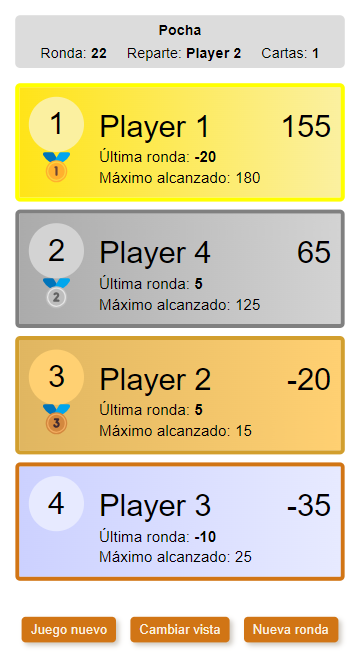 Pocha
Ronda: 22 Reparte: Player 2 Cartas: 1
1 Player 1 155
Última ronda: -20
1 Máximo alcanzado: 180
2 Player 4 65
Última ronda: 5
2 Máximo alcanzado: 125
3 Player 2 -20
Última ronda: 5
3 Máximo alcanzado: 15
4 Player 3 -35
Última ronda: -10
Máximo alcanzado: 25
Juego nuevo Cambiar vista Nueva ronda